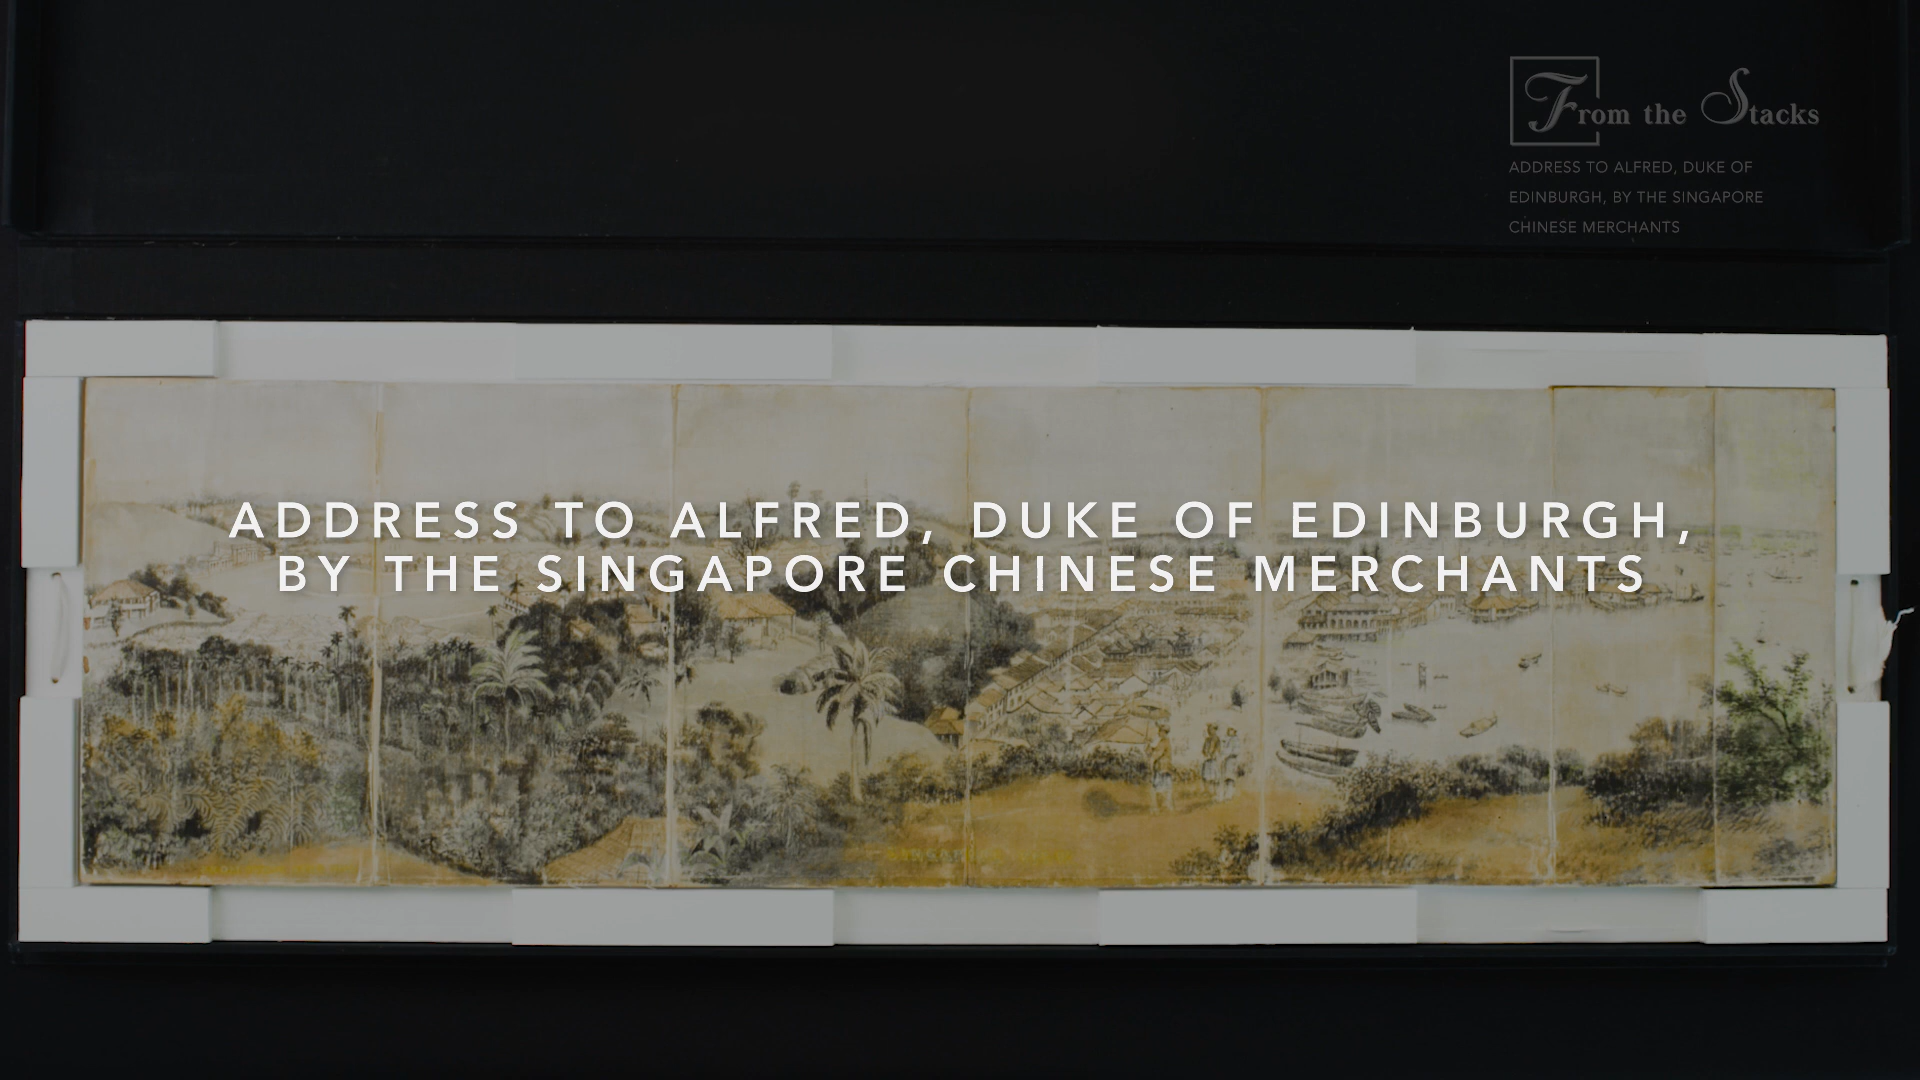 From the Stacks
ADDRESS TO ALFRED, DUKE OF
EDINBURGH, BY THE SINGAPORE
CHINESE MERCHANTS
ADDRESS TO ALFRED, DUKE OF EDINBURGH,
BY THE SINGAPORE CHINESE MERCHANTS